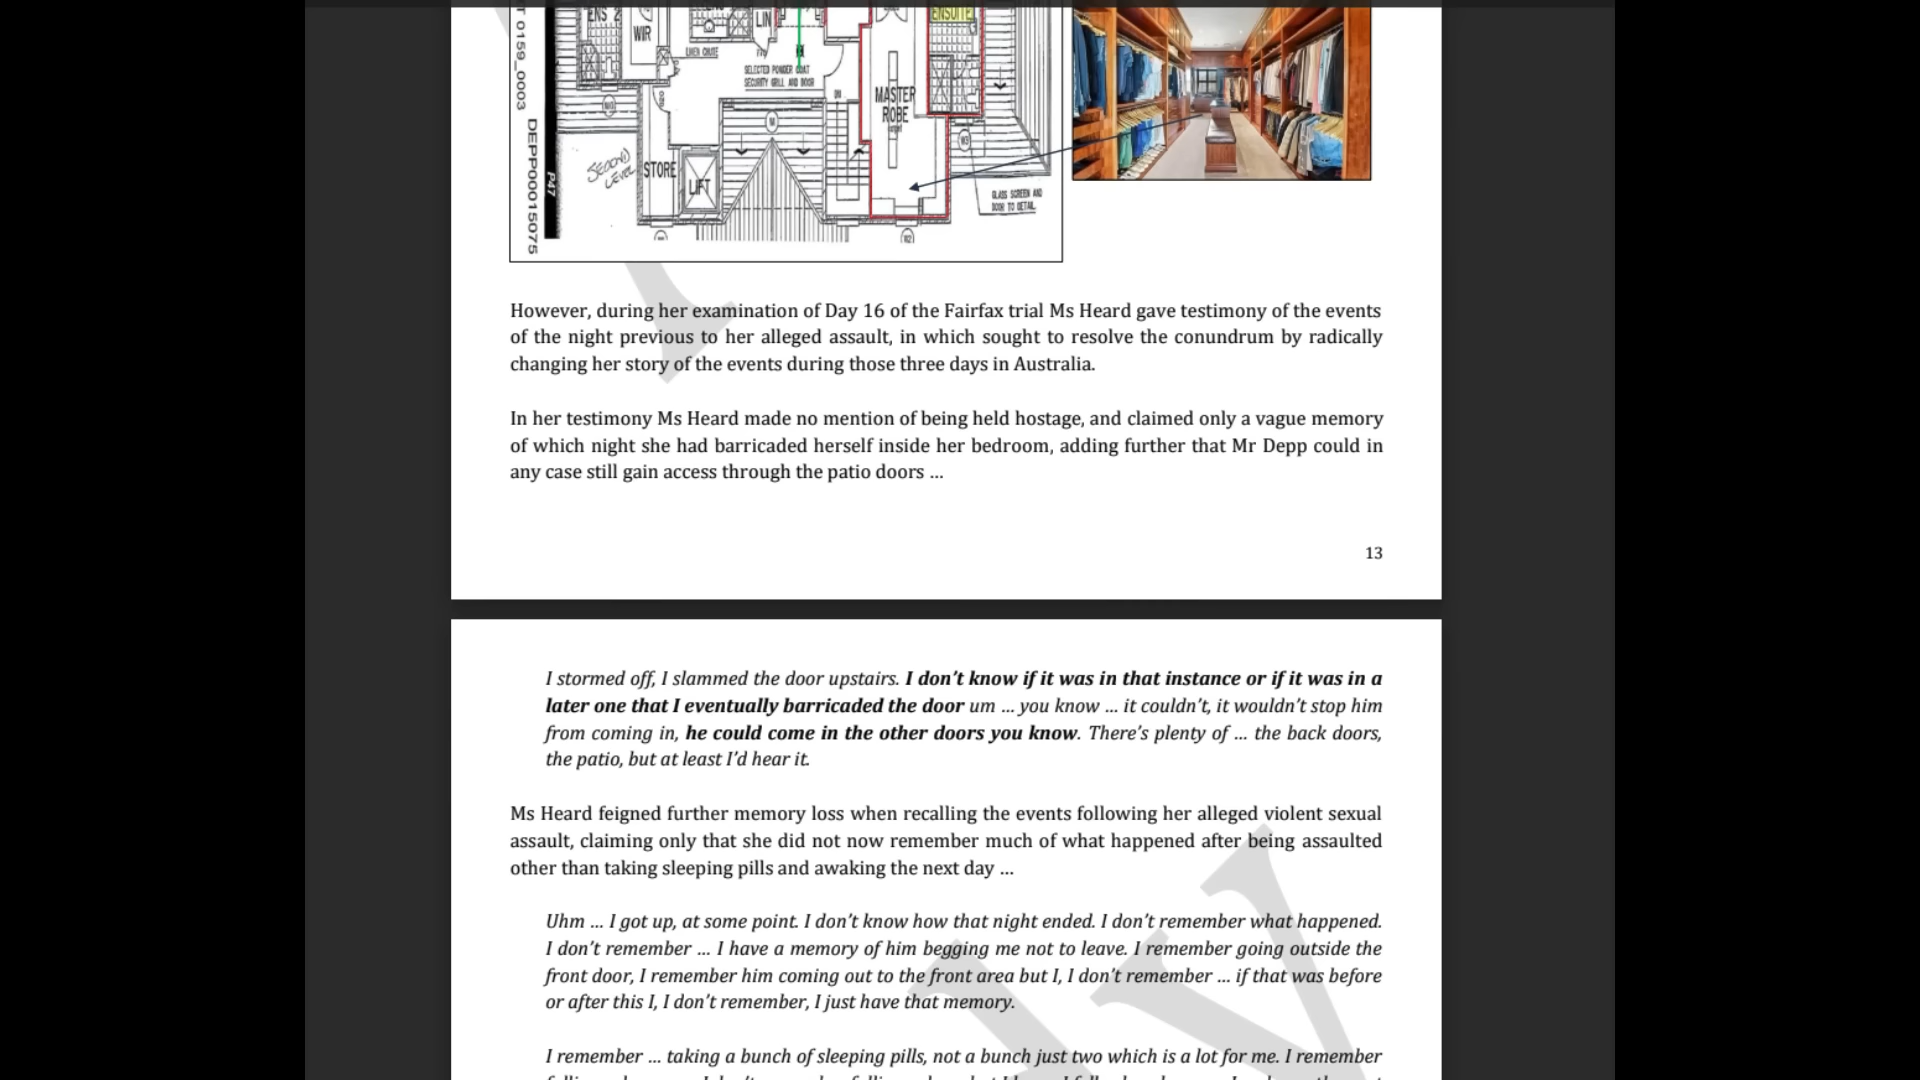 T 0159_0003 DEPP00015075
P47
ENS 2
WIR
LIN
ENSUITE
LINEN CHUTE
SELECTED POWDER COAT
SECURITY GRILL AND DOOR
MASTER
ROBE
SECOND
LEVEL
STORE
LIFT
GLASS SCREEN AND
DOOR TO DETAIL
However, during her examination of Day 16 of the Fairfax trial Ms Heard gave testimony of the events
of the night previous to her alleged assault, in which sought to resolve the conundrum by radically
changing her story of the events during those three days in Australia.
In her testimony Ms Heard made no mention of being held hostage, and claimed only a vague memory
of which night she had barricaded herself inside her bedroom, adding further that Mr Depp could in
any case still gain access through the patio doors ...
13
I stormed off, I slammed the door upstairs. I don't know if it was in that instance or if it was in a
later one that I eventually barricaded the door um ... you know ... it couldn't, it wouldn't stop him
from coming in, he could come in the other doors you know. There's plenty of ... the back doors,
the patio, but at least I'd hear it.
Ms Heard feigned further memory loss when recalling the events following her alleged violent sexual
assault, claiming only that she did not now remember much of what happened after being assaulted
other than taking sleeping pills and awaking the next day ...
Uhm ... I got up, at some point. I don't know how that night ended. I don't remember what happened.
I don't remember ... I have a memory of him begging me not to leave. I remember going outside the
front door, I remember him coming out to the front area but I, I don't remember ... if that was before
or after this I, I don't remember, I just have that memory.
I remember ... taking a bunch of sleeping pills, not a bunch just two which is a lot for me. I remember